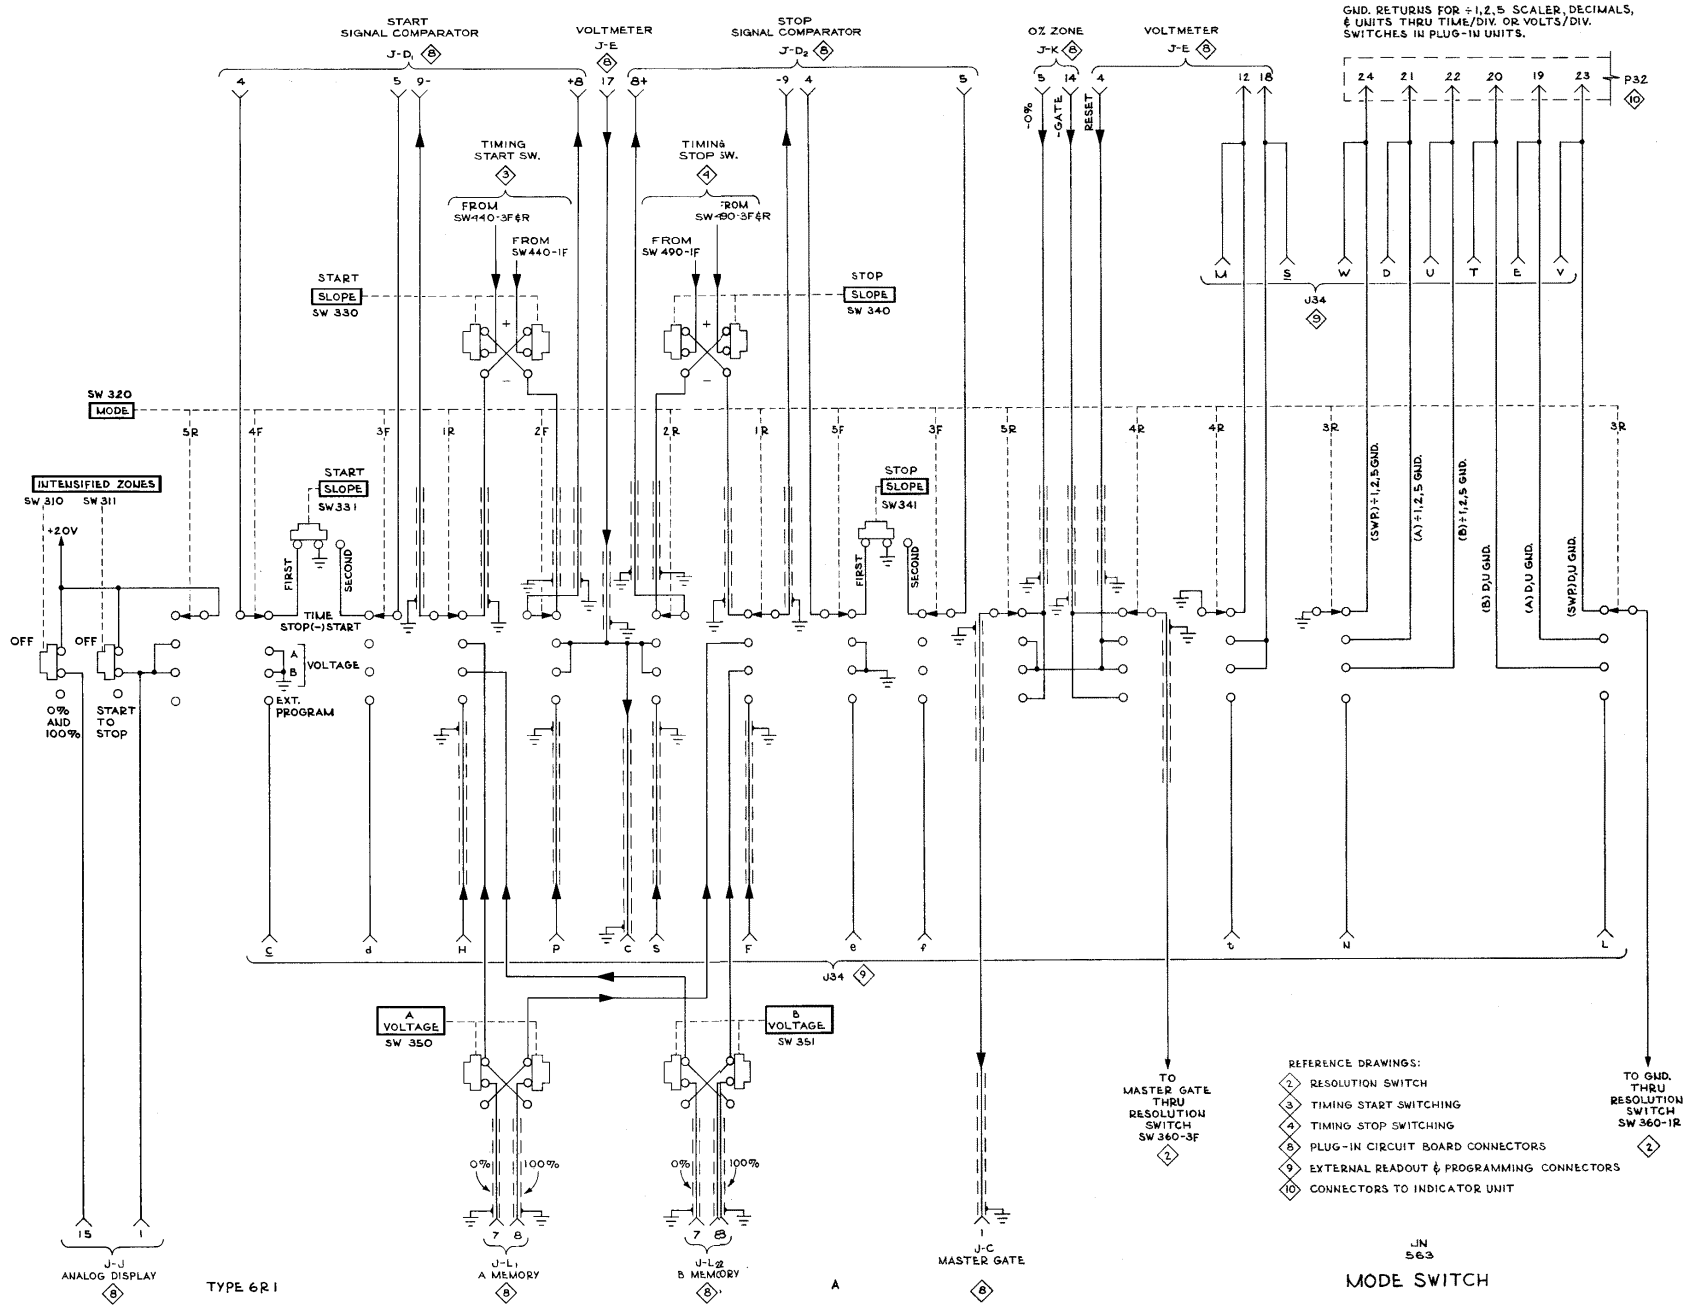 GND. RETURNS FOR ÷1,2,5 SCALER, DECIMALS,
& UNITS THRU TIME/DIV. OR VOLTS/DIV.
SWITCHES IN PLUG-IN UNITS.
START
SIGNAL COMPARATOR
J-D1 8
VOLTMETER
J-E
8
STOP
SIGNAL COMPARATOR
J-D2 8
0% ZONE
J-K 8
VOLTMETER
J-E 8
4 5 9- +8 17 8+ -9 4 5 5 14 4 12 18 24 21 22 20 19 23
P32
10
-0%
-GATE
RESET
TIMING
START SW.
3
FROM
SW440-3F&R
FROM
SW440-1F
TIMING
STOP SW.
4
FROM
SW490-3F&R
FROM
SW490-1F
M S W D U T E V
J34
9
START
SLOPE
SW 330
+
-
STOP
SLOPE
SW 340
+
-
SW 320
MODE
5R 4F 3F 1R 2F 2R 1R 5F 3F 5R 4R 4R 3R 3R
INTENSIFIED ZONES
SW 310 SW 311
+20V
START
SLOPE
SW331
FIRST
SECOND
STOP
SLOPE
SW341
FIRST
SECOND
(SWP.)÷1,2,5 GND.
(A)÷1,2,5 GND.
(B)÷1,2,5 GND.
(B) D,U GND.
(A) D,U GND.
(SWP.) D,U GND.
TIME
STOP(-)START
OFF OFF
A
B
VOLTAGE
EXT.
PROGRAM
0%
AND
100%
START
TO
STOP
C d H P C S F e f t N L
J34 9
A
VOLTAGE
SW 350
B
VOLTAGE
SW 351
0% 100%
0% 100%
15 1
J-J
ANALOG DISPLAY
8
7 8
J-L1
A MEMORY
8
7 8
J-L2
B MEMORY
8
1
J-C
MASTER GATE
8
TO
MASTER GATE
THRU
RESOLUTION
SWITCH
SW 360-3F
2
TO GND.
THRU
RESOLUTION
SWITCH
SW 360-1R
2
REFERENCE DRAWINGS:
2 RESOLUTION SWITCH
3 TIMING START SWITCHING
4 TIMING STOP SWITCHING
8 PLUG-IN CIRCUIT BOARD CONNECTORS
9 EXTERNAL READOUT & PROGRAMMING CONNECTORS
10 CONNECTORS TO INDICATOR UNIT
TYPE 6R1
A
JN
563
MODE SWITCH